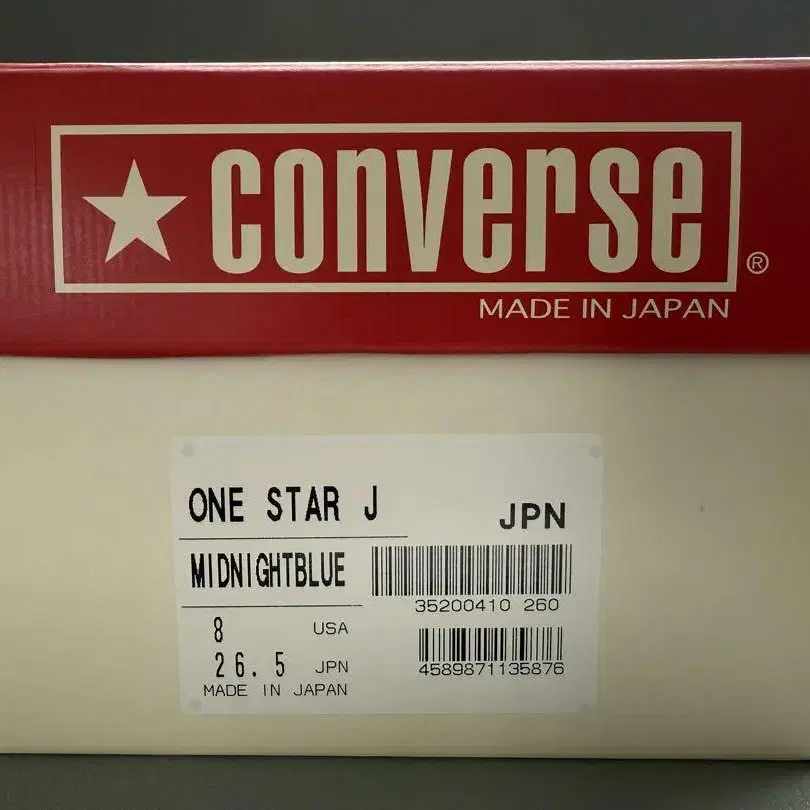 ★ converse ®
MADE IN JAPAN
ONE STAR J
JPN
MIDNIGHTBLUE
35200410 260
8 USA
26.5 JPN
4589871135876
MADE IN JAPAN